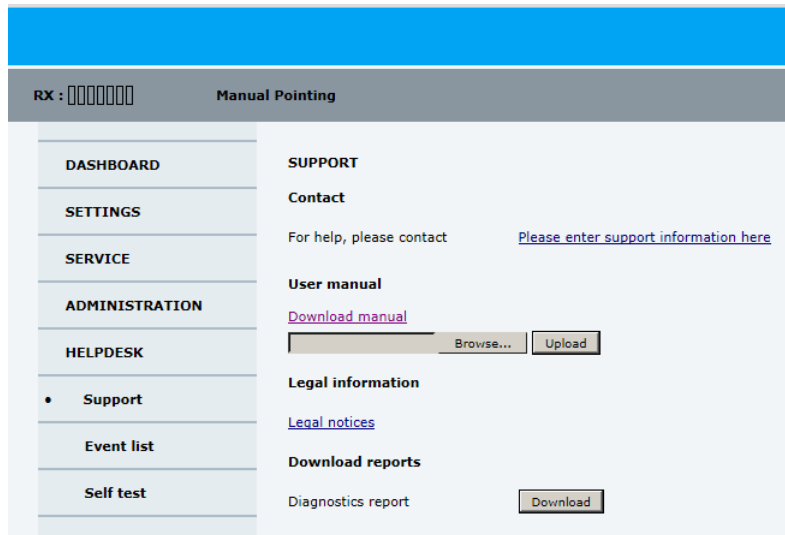 RX : Manual Pointing
DASHBOARD
SETTINGS
SERVICE
ADMINISTRATION
HELPDESK
• Support
Event list
Self test
SUPPORT
Contact
For help, please contact Please enter support information here
User manual
Download manual
Browse... Upload
Legal information
Legal notices
Download reports
Diagnostics report Download